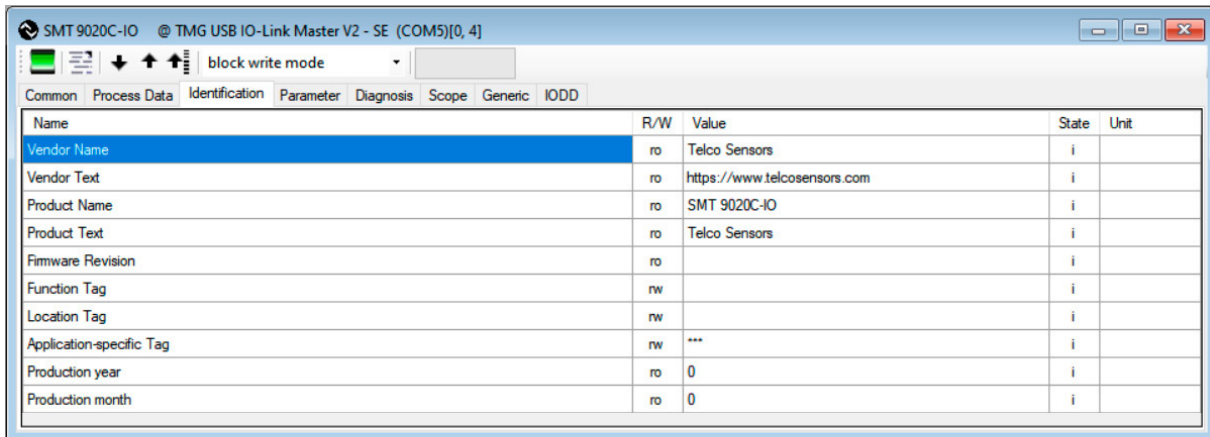 SMT 9020C-IO @ TMG USB IO-Link Master V2 - SE (COM5)[0, 4]
block write mode
Common Process Data Identification Parameter Diagnosis Scope Generic IODD
Name R/W Value State Unit
Vendor Name ro Telco Sensors i
Vendor Text ro https://www.telcosensors.com i
Product Name ro SMT 9020C-IO i
Product Text ro Telco Sensors i
Firmware Revision ro i
Function Tag rw i
Location Tag rw i
Application-specific Tag rw *** i
Production year ro 0 i
Production month ro 0 i